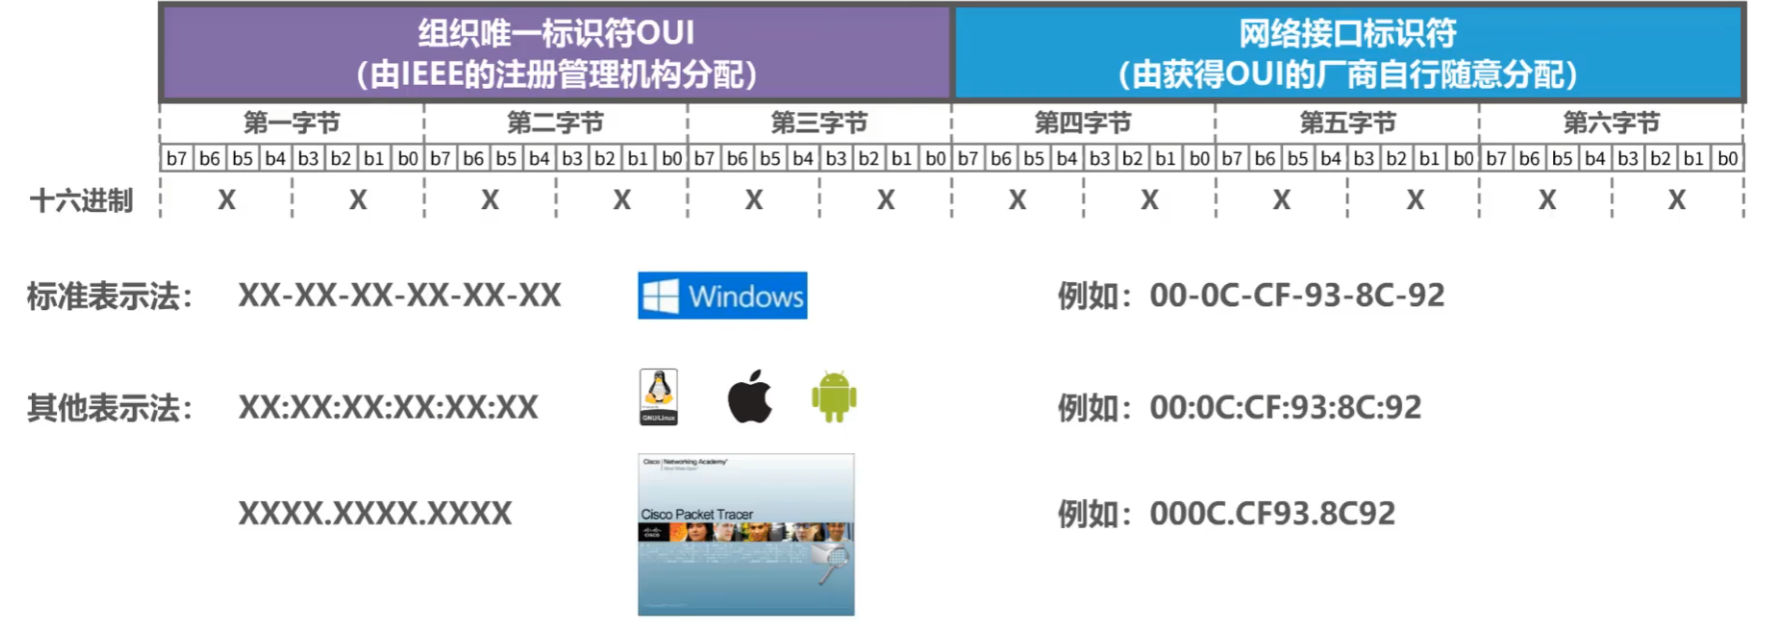 组织唯一标识符OUI
（由IEEE的注册管理机构分配）
网络接口标识符
（由获得OUI的厂商自行随意分配）
第一字节 第二字节 第三字节 第四字节 第五字节 第六字节
b7 b6 b5 b4 b3 b2 b1 b0 b7 b6 b5 b4 b3 b2 b1 b0 b7 b6 b5 b4 b3 b2 b1 b0 b7 b6 b5 b4 b3 b2 b1 b0 b7 b6 b5 b4 b3 b2 b1 b0 b7 b6 b5 b4 b3 b2 b1 b0
十六进制 X X X X X X X X X X X X
标准表示法： XX-XX-XX-XX-XX-XX Windows 例如：00-0C-CF-93-8C-92
其他表示法： XX:XX:XX:XX:XX:XX GNU/Linux 例如：00:0C:CF:93:8C:92
Cisco Networking Academy
Cisco Packet Tracer
XXXX.XXXX.XXXX 例如：000C.CF93.8C92